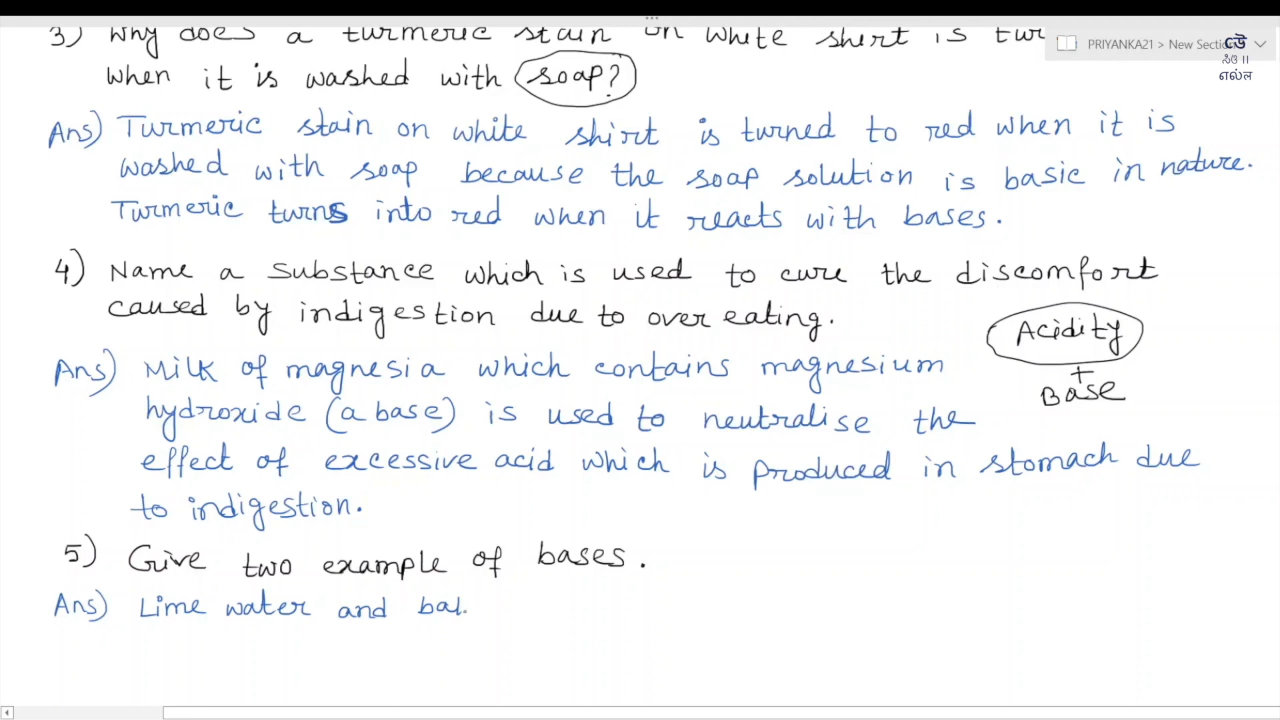 3) Why does a turmeric stain on white shirt is
when it is washed with soap?
PRIYANKA21 > New Section
Ans) Turmeric stain on white shirt is turned to red when it is
washed with soap because the soap solution is basic in nature.
Turmeric turns into red when it reacts with bases.
4) Name a substance which is used to cure the discomfort
caused by indigestion due to over eating.
Acidity
+
Base
Ans) Milk of magnesia which contains magnesium
hydroxide (a base) is used to neutralise the
effect of excessive acid which is produced in stomach due
to indigestion.
5) Give two example of bases.
Ans) Lime water and